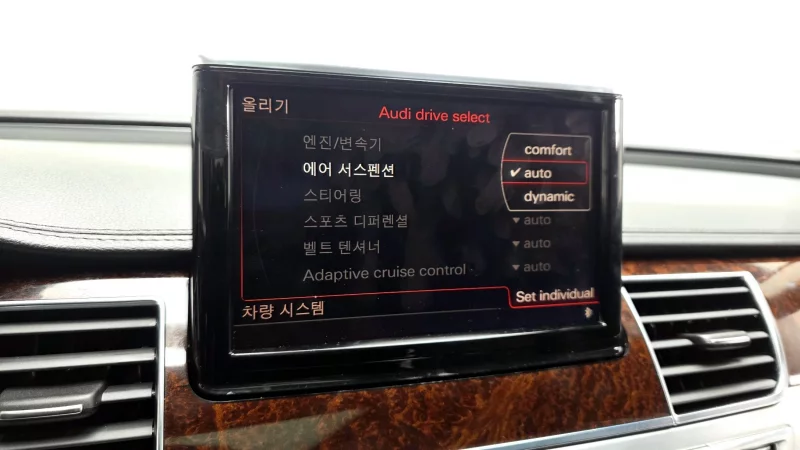 올리기
Audi drive select
엔진/변속기
comfort
에어 서스펜션
✔ auto
스티어링
dynamic
스포츠 디퍼렌셜 ▼ auto
벨트 텐셔너 ▼ auto
Adaptive cruise control ▼ auto
Set individual
차량 시스템